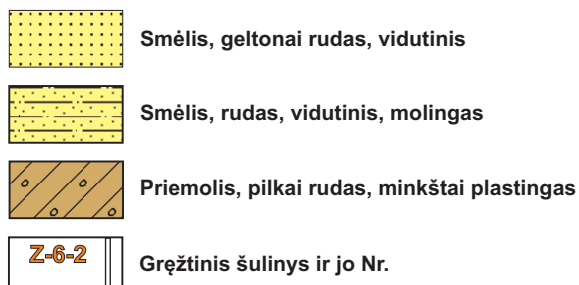 Smėlis, geltonai rudas, vidutinis
Smėlis, rudas, vidutinis, molingas
Priemolis, pilkai rudas, minkštai plastingas
Z-6-2
Gręžtinis šulinys ir jo Nr.